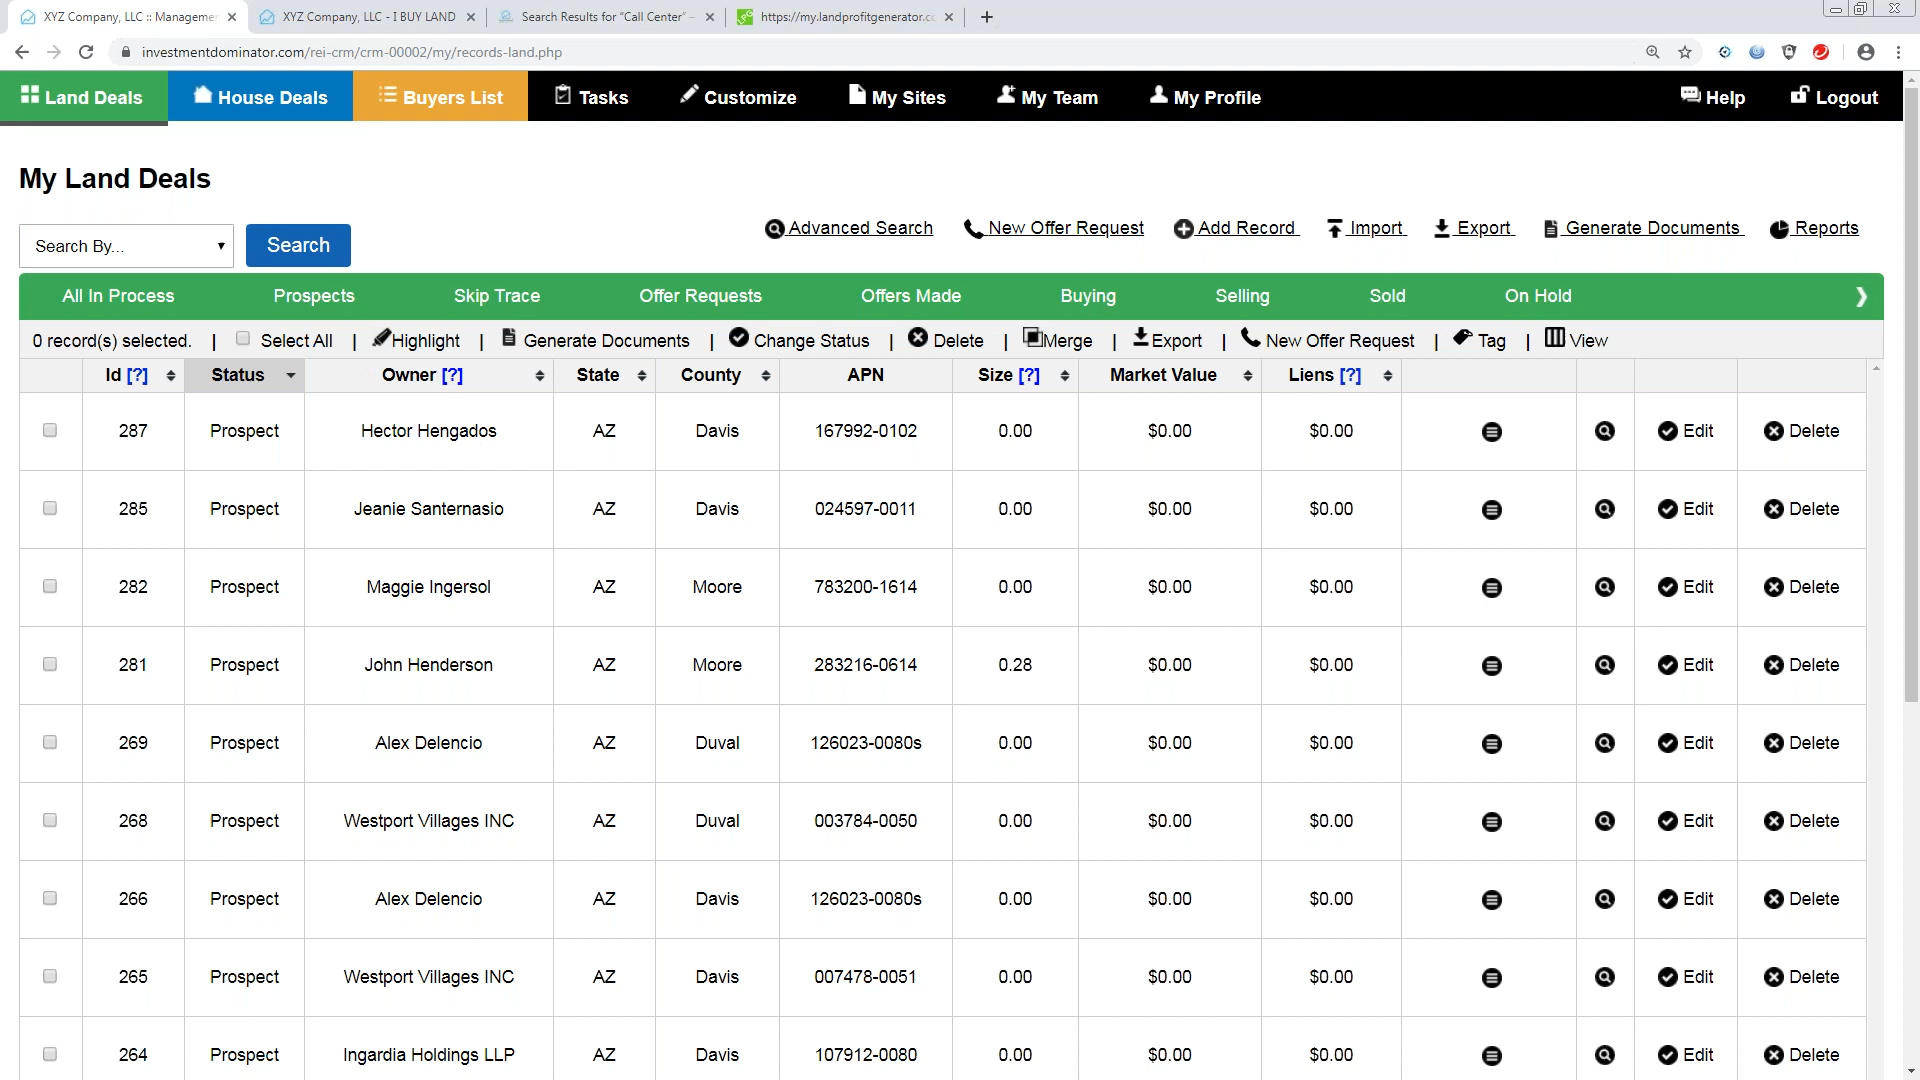 XYZ Company, LLC :: Managemen
XYZ Company, LLC - I BUY LAND
Search Results for "Call Center" –
https://my.landprofitgenerator.co
investmentdominator.com/rei-crm/crm-00002/my/records-land.php
Land Deals House Deals Buyers List Tasks Customize My Sites My Team My Profile Help Logout
My Land Deals
Search By... Search Advanced Search New Offer Request Add Record Import Export Generate Documents Reports
All In Process Prospects Skip Trace Offer Requests Offers Made Buying Selling Sold On Hold
0 record(s) selected. | Select All | Highlight | Generate Documents | Change Status | Delete | Merge | Export | New Offer Request | Tag | View
Id [?] Status Owner [?] State County APN Size [?] Market Value Liens [?]
287 Prospect Hector Hengados AZ Davis 167992-0102 0.00 $0.00 $0.00 Edit Delete
285 Prospect Jeanie Santernasio AZ Davis 024597-0011 0.00 $0.00 $0.00 Edit Delete
282 Prospect Maggie Ingersol AZ Moore 783200-1614 0.00 $0.00 $0.00 Edit Delete
281 Prospect John Henderson AZ Moore 283216-0614 0.28 $0.00 $0.00 Edit Delete
269 Prospect Alex Delencio AZ Duval 126023-0080s 0.00 $0.00 $0.00 Edit Delete
268 Prospect Westport Villages INC AZ Duval 003784-0050 0.00 $0.00 $0.00 Edit Delete
266 Prospect Alex Delencio AZ Davis 126023-0080s 0.00 $0.00 $0.00 Edit Delete
265 Prospect Westport Villages INC AZ Davis 007478-0051 0.00 $0.00 $0.00 Edit Delete
264 Prospect Ingardia Holdings LLP AZ Davis 107912-0080 0.00 $0.00 $0.00 Edit Delete